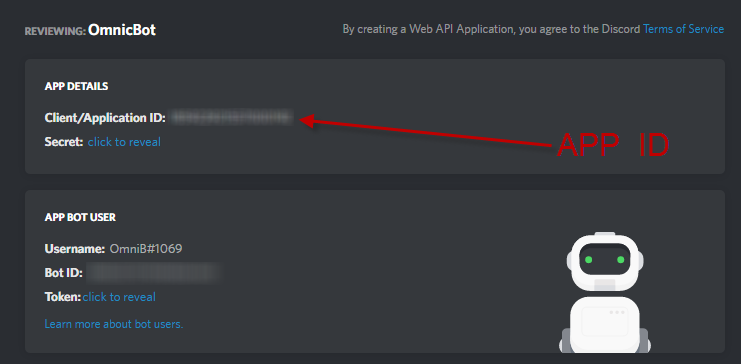 REVIEWING: OmnicBot
By creating a Web API Application, you agree to the Discord Terms of Service
APP DETAILS
Client/Application ID:
APP ID
Secret: click to reveal
APP BOT USER
Username: OmniB#1069
Bot ID:
Token: click to reveal
Learn more about bot users.